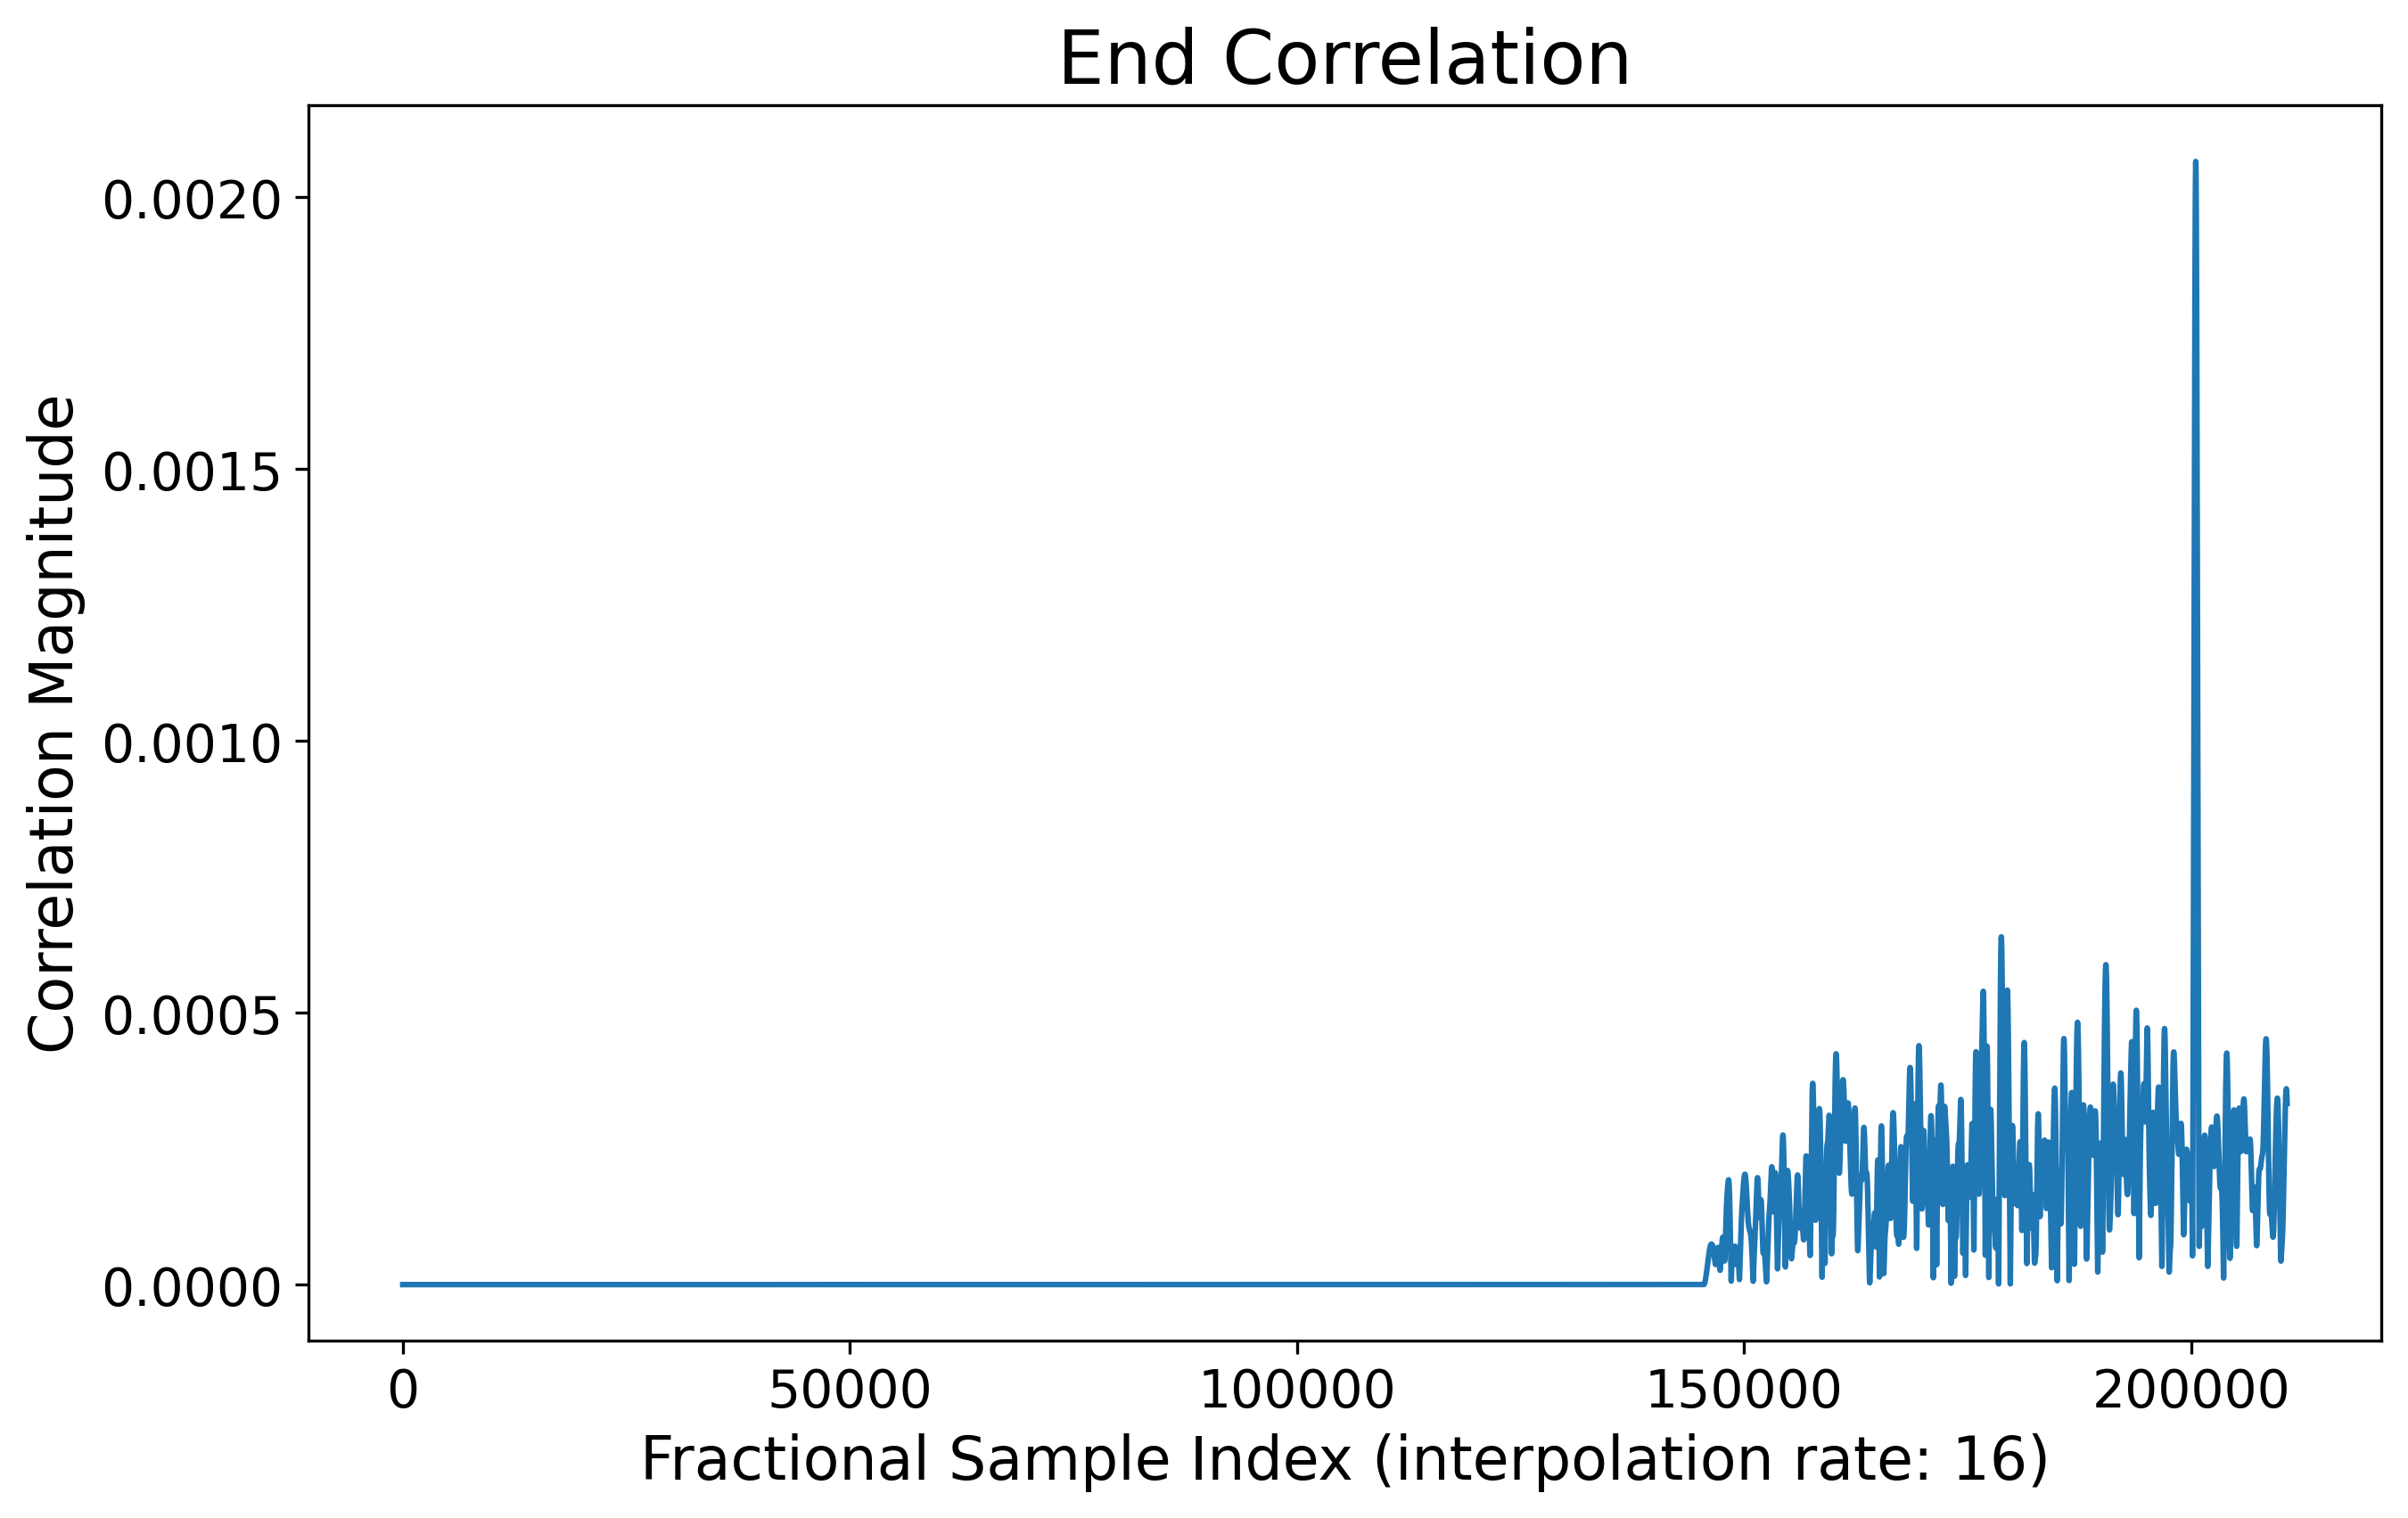 End Correlation
Correlation Magnitude
0.0020
0.0015
0.0010
0.0005
0.0000
0 50000 100000 150000 200000
Fractional Sample Index (interpolation rate: 16)